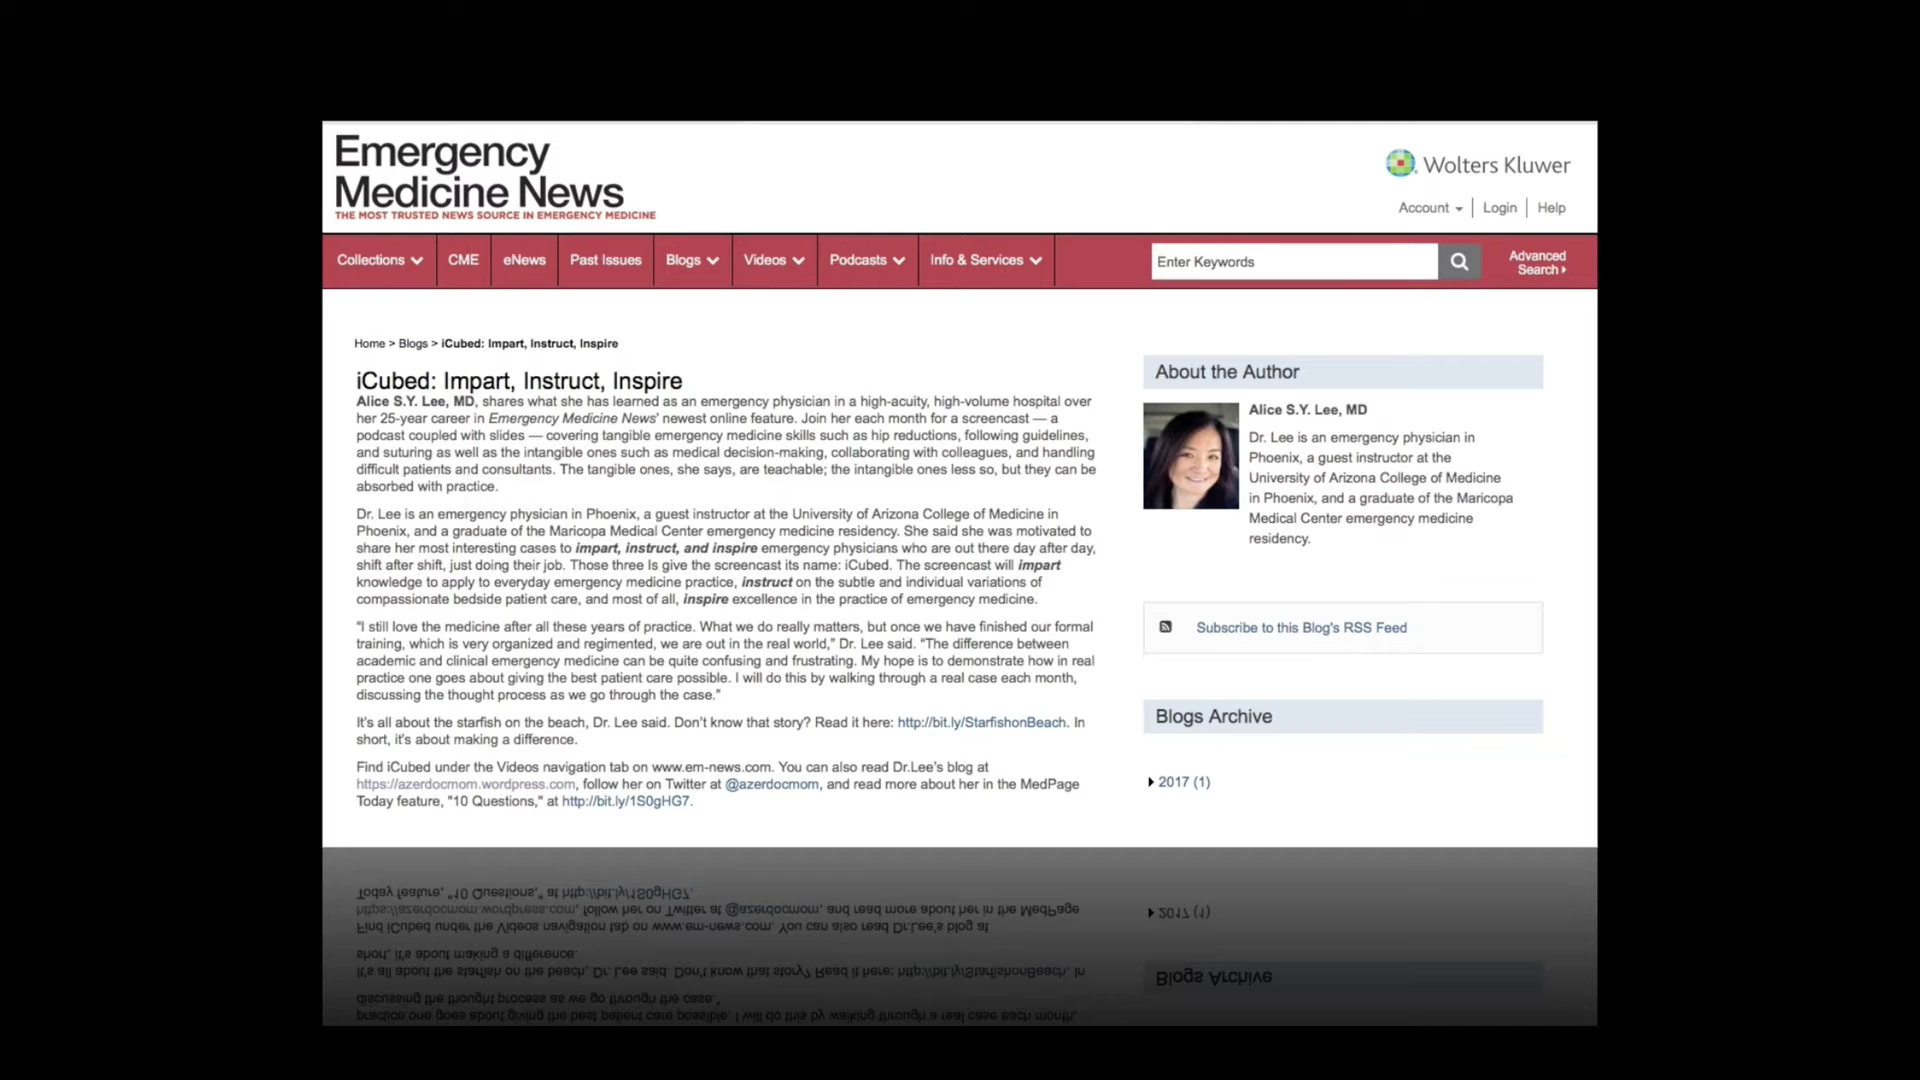 Emergency
Medicine News
THE MOST TRUSTED NEWS SOURCE IN EMERGENCY MEDICINE
Wolters Kluwer
Account
Login
Help
Collections
CME
eNews
Past Issues
Blogs
Videos
Podcasts
Info & Services
Enter Keywords
Advanced
Search
Home > Blogs > iCubed: Impart, Instruct, Inspire
iCubed: Impart, Instruct, Inspire
Alice S.Y. Lee, MD, shares what she has learned as an emergency physician in a high-acuity, high-volume hospital over
her 25-year career in Emergency Medicine News' newest online feature. Join her each month for a screencast — a
podcast coupled with slides — covering tangible emergency medicine skills such as hip reductions, following guidelines,
and suturing as well as the intangible ones such as medical decision-making, collaborating with colleagues, and handling
difficult patients and consultants. The tangible ones, she says, are teachable; the intangible ones less so, but they can be
absorbed with practice.
Dr. Lee is an emergency physician in Phoenix, a guest instructor at the University of Arizona College of Medicine in
Phoenix, and a graduate of the Maricopa Medical Center emergency medicine residency. She said she was motivated to
share her most interesting cases to impart, instruct, and inspire emergency physicians who are out there day after day,
shift after shift, just doing their job. Those three Is give the screencast its name: iCubed. The screencast will impart
knowledge to apply to everyday emergency medicine practice, instruct on the subtle and individual variations of
compassionate bedside patient care, and most of all, inspire excellence in the practice of emergency medicine.
"I still love the medicine after all these years of practice. What we do really matters, but once we have finished our formal
training, which is very organized and regimented, we are out in the real world," Dr. Lee said. "The difference between
academic and clinical emergency medicine can be quite confusing and frustrating. My hope is to demonstrate how in real
practice one goes about giving the best patient care possible. I will do this by walking through a real case each month,
discussing the thought process as we go through the case."
It's all about the starfish on the beach, Dr. Lee said. Don't know that story? Read it here: http://bit.ly/StarfishonBeach. In
short, it's about making a difference.
Find iCubed under the Videos navigation tab on www.em-news.com. You can also read Dr.Lee's blog at
https://azerdocmom.wordpress.com, follow her on Twitter at @azerdocmom, and read more about her in the MedPage
Today feature, "10 Questions," at http://bit.ly/1S0gHG7.
About the Author
Alice S.Y. Lee, MD
Dr. Lee is an emergency physician in
Phoenix, a guest instructor at the
University of Arizona College of Medicine
in Phoenix, and a graduate of the Maricopa
Medical Center emergency medicine
residency.
Subscribe to this Blog's RSS Feed
Blogs Archive
2017 (1)